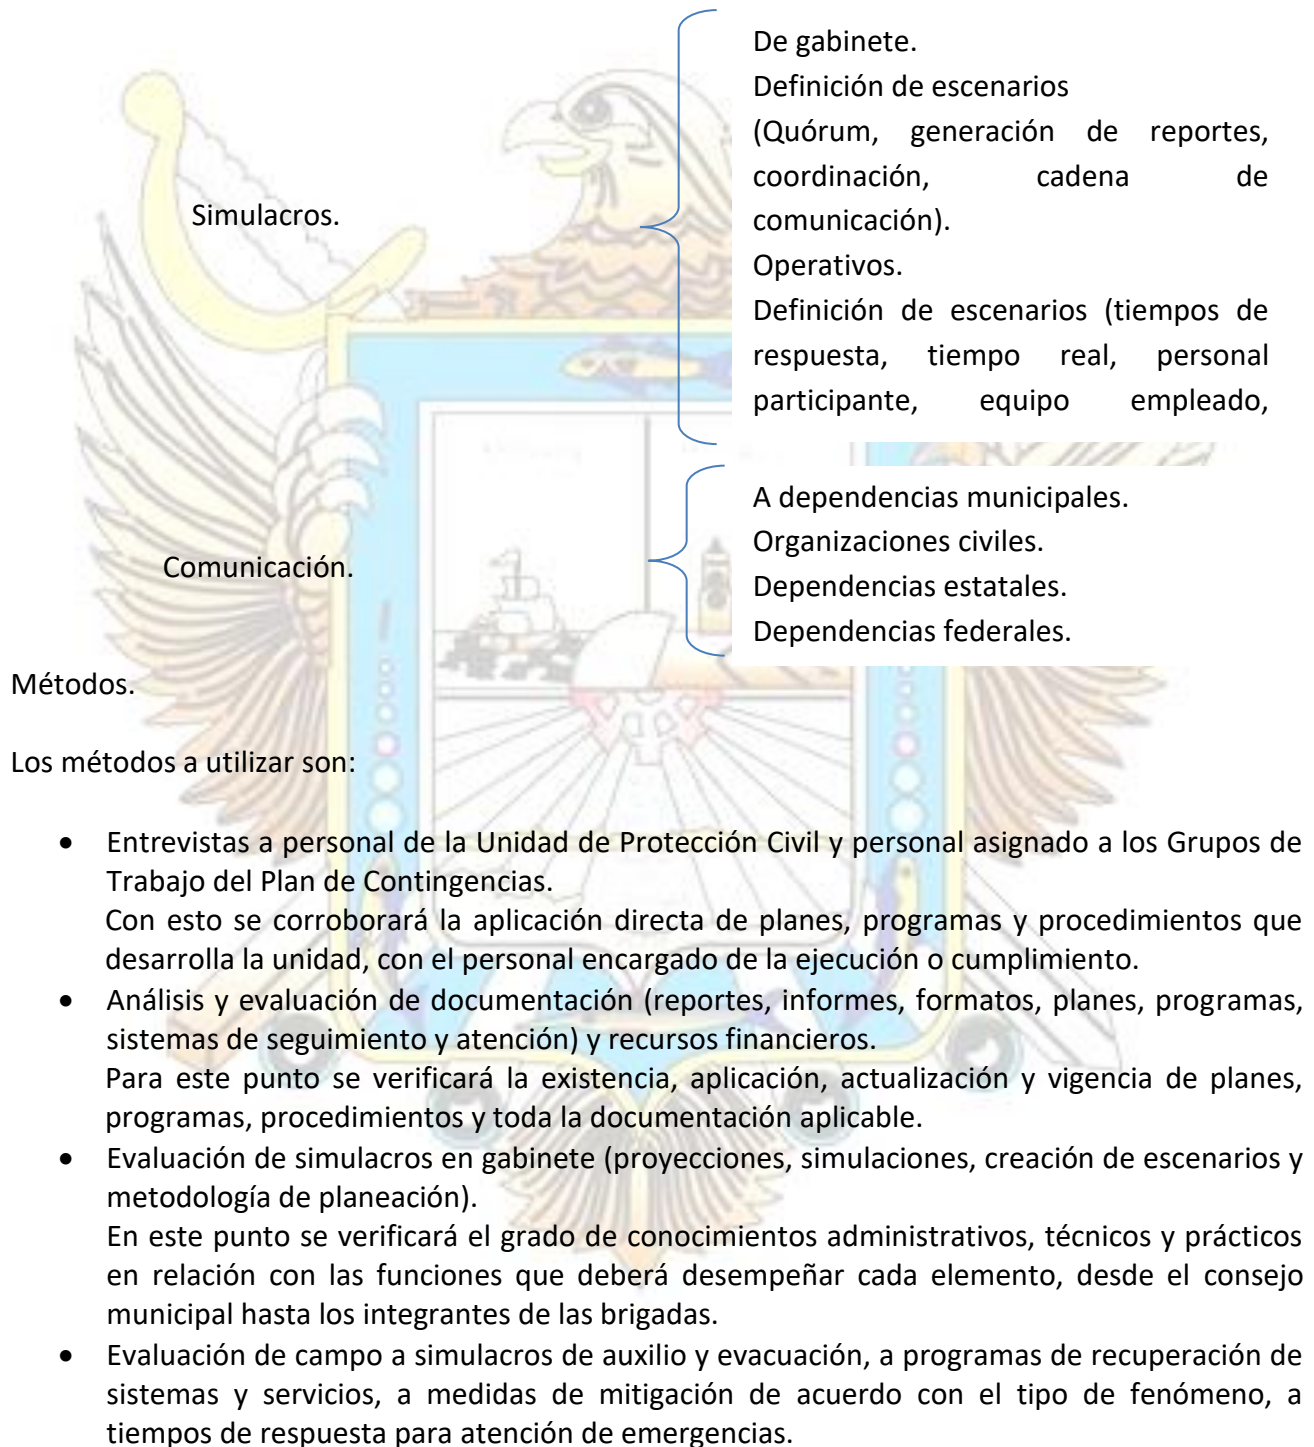 De gabinete.
Definición de escenarios
(Quórum, generación de reportes,
coordinación, cadena de
comunicación).
Simulacros.
Operativos.
Definición de escenarios (tiempos de
respuesta, tiempo real, personal
participante, equipo empleado,
A dependencias municipales.
Organizaciones civiles.
Comunicación.
Dependencias estatales.
Dependencias federales.
Métodos.
Los métodos a utilizar son:
• Entrevistas a personal de la Unidad de Protección Civil y personal asignado a los Grupos de
Trabajo del Plan de Contingencias.
Con esto se corroborará la aplicación directa de planes, programas y procedimientos que
desarrolla la unidad, con el personal encargado de la ejecución o cumplimiento.
• Análisis y evaluación de documentación (reportes, informes, formatos, planes, programas,
sistemas de seguimiento y atención) y recursos financieros.
Para este punto se verificará la existencia, aplicación, actualización y vigencia de planes,
programas, procedimientos y toda la documentación aplicable.
• Evaluación de simulacros en gabinete (proyecciones, simulaciones, creación de escenarios y
metodología de planeación).
En este punto se verificará el grado de conocimientos administrativos, técnicos y prácticos
en relación con las funciones que deberá desempeñar cada elemento, desde el consejo
municipal hasta los integrantes de las brigadas.
• Evaluación de campo a simulacros de auxilio y evacuación, a programas de recuperación de
sistemas y servicios, a medidas de mitigación de acuerdo con el tipo de fenómeno, a
tiempos de respuesta para atención de emergencias.